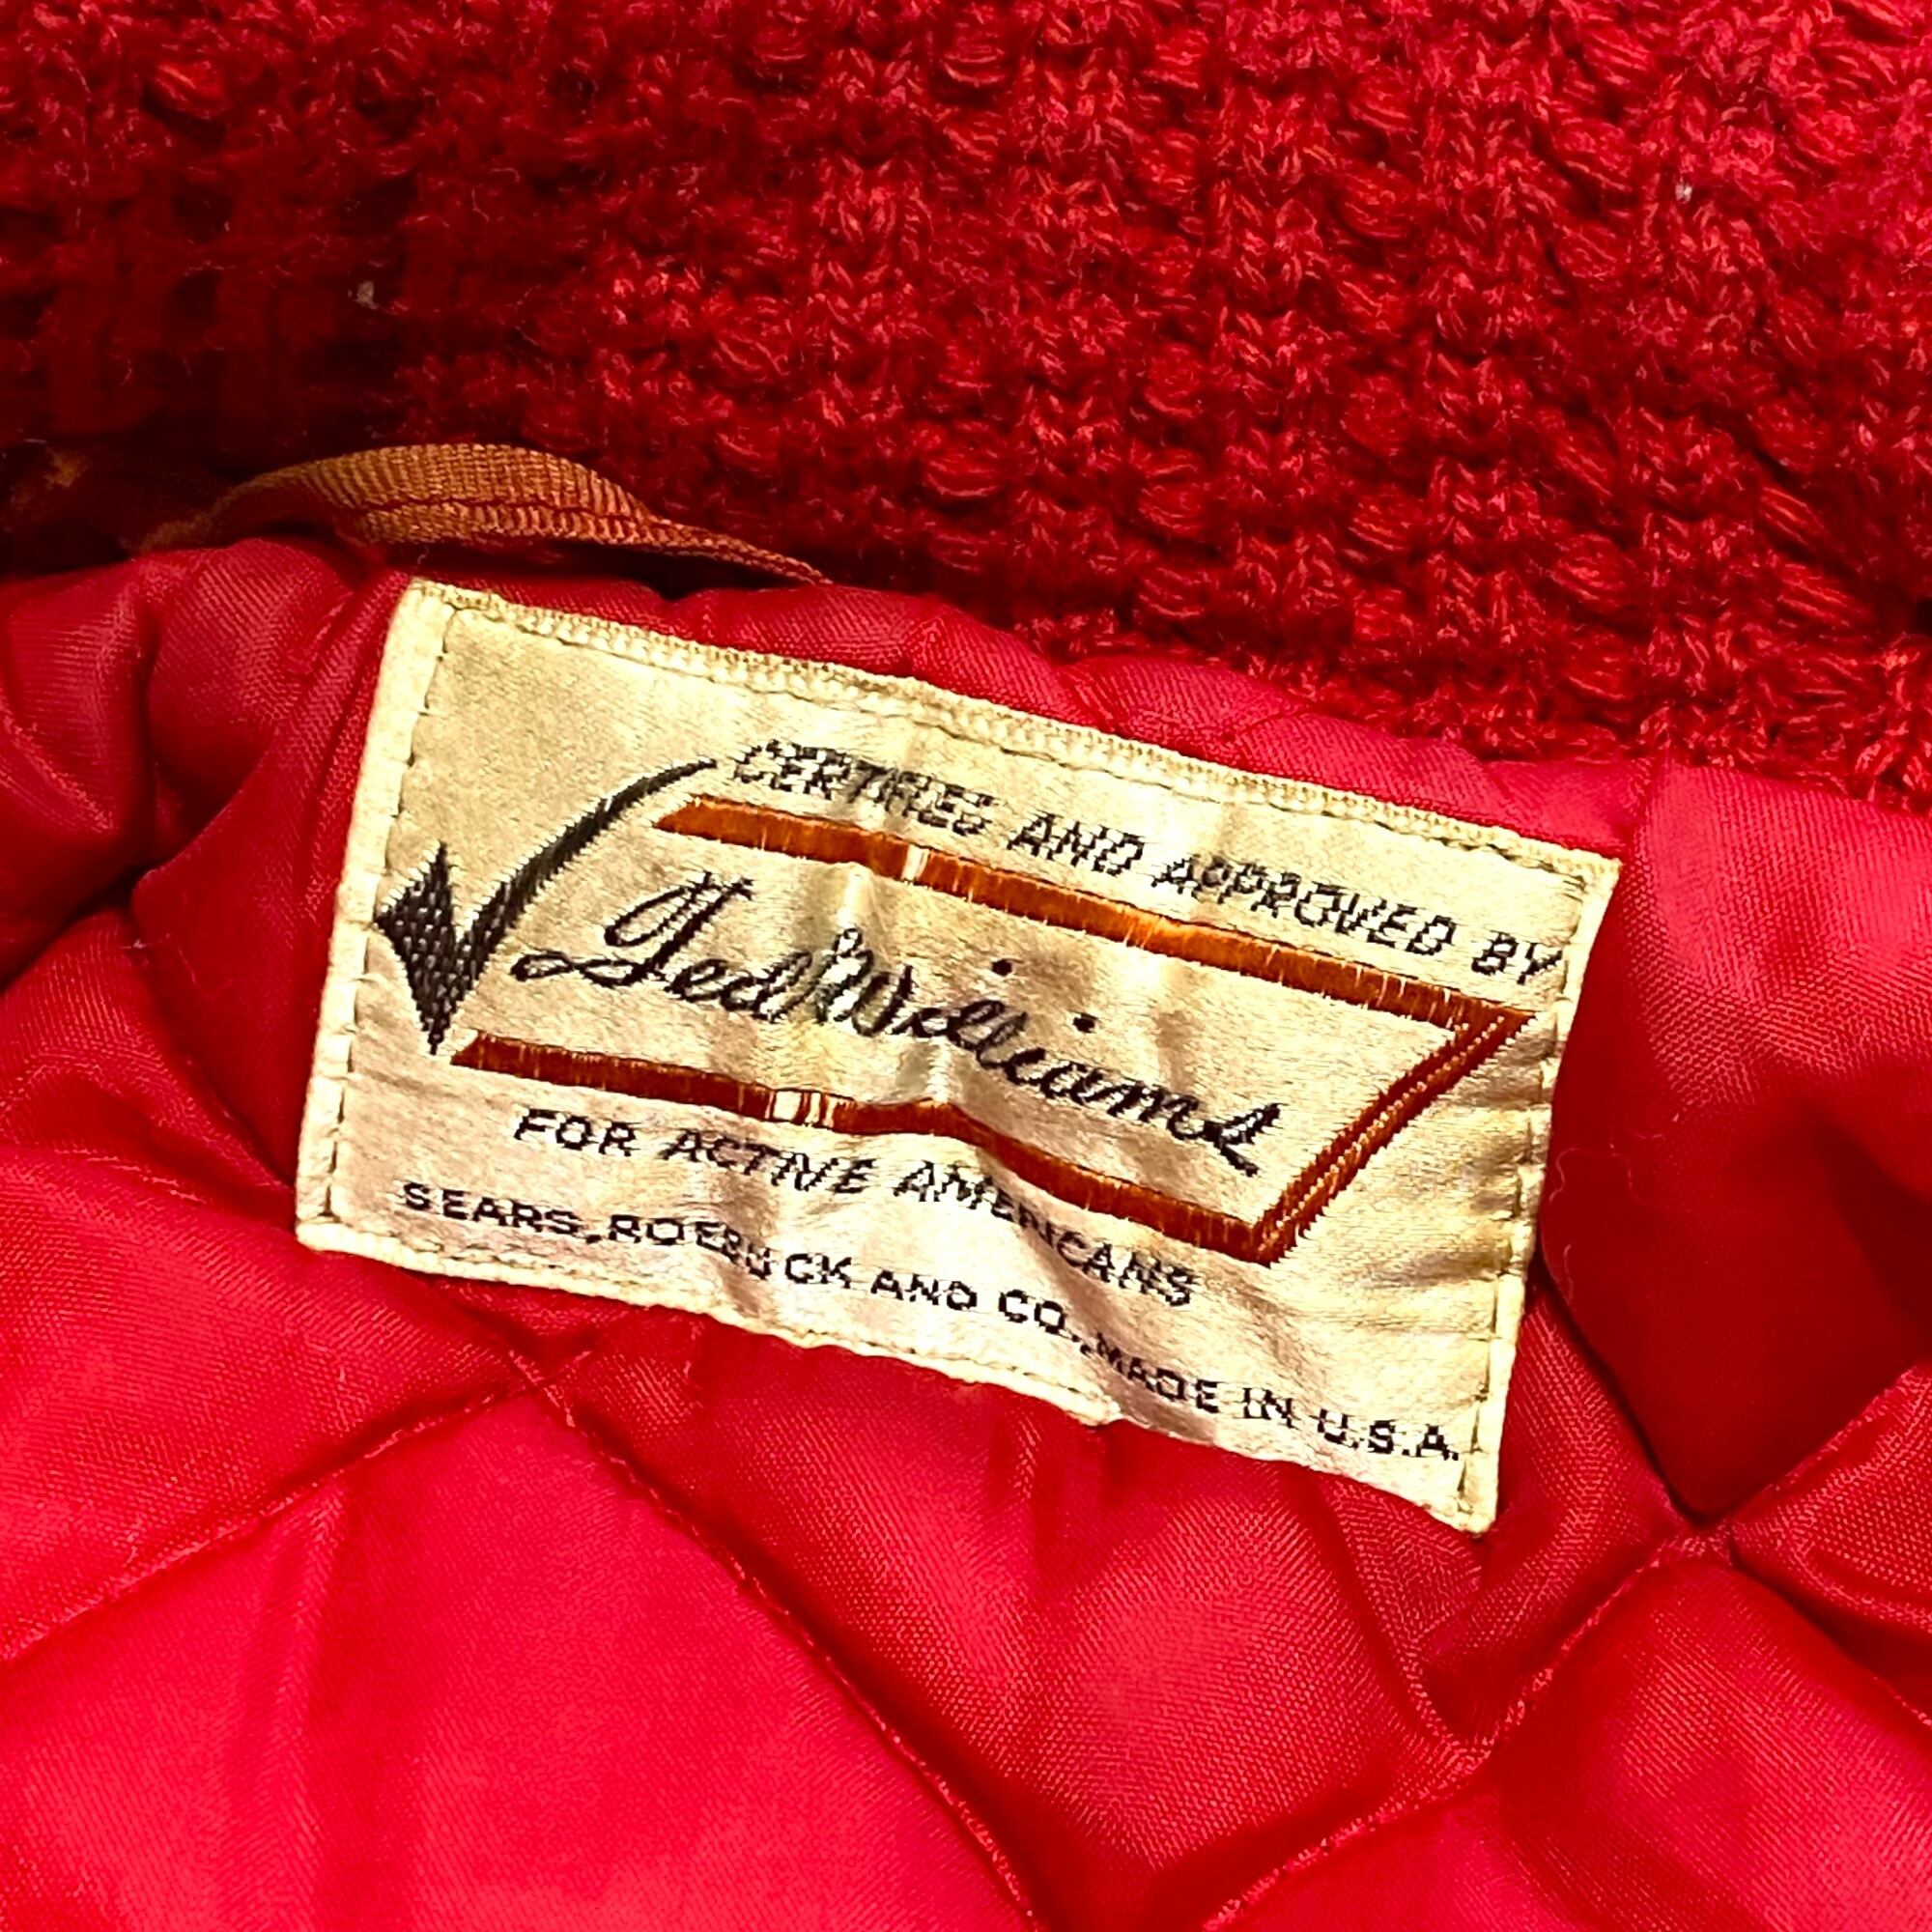 CERTIFIED AND APPROVED BY
Ted Williams
FOR ACTIVE AMERICANS
SEARS, ROEBUCK AND CO., MADE IN U.S.A.